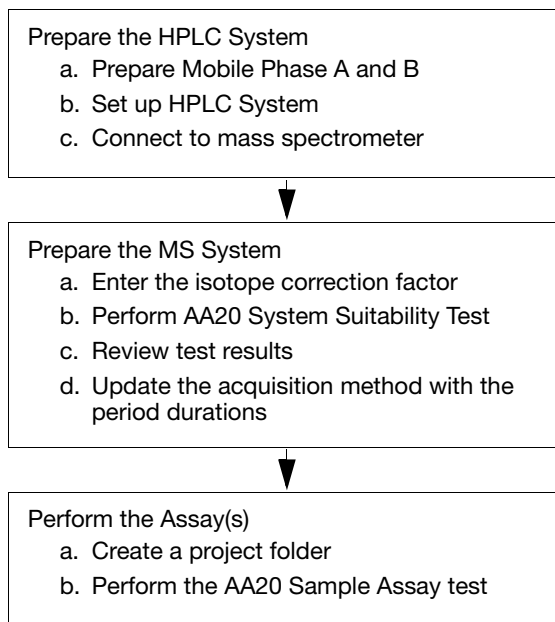 Prepare the HPLC System
a. Prepare Mobile Phase A and B
b. Set up HPLC System
c. Connect to mass spectrometer
Prepare the MS System
a. Enter the isotope correction factor
b. Perform AA20 System Suitability Test
c. Review test results
d. Update the acquisition method with the
period durations
Perform the Assay(s)
a. Create a project folder
b. Perform the AA20 Sample Assay test